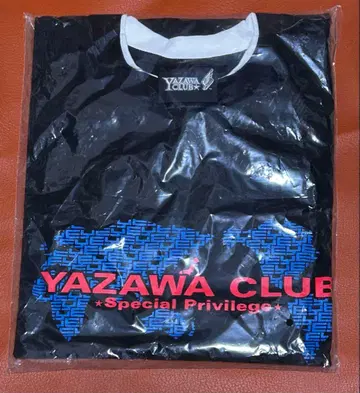 YAZAWA
CLUB★
YAZAWA CLUB
★Special Privilege★